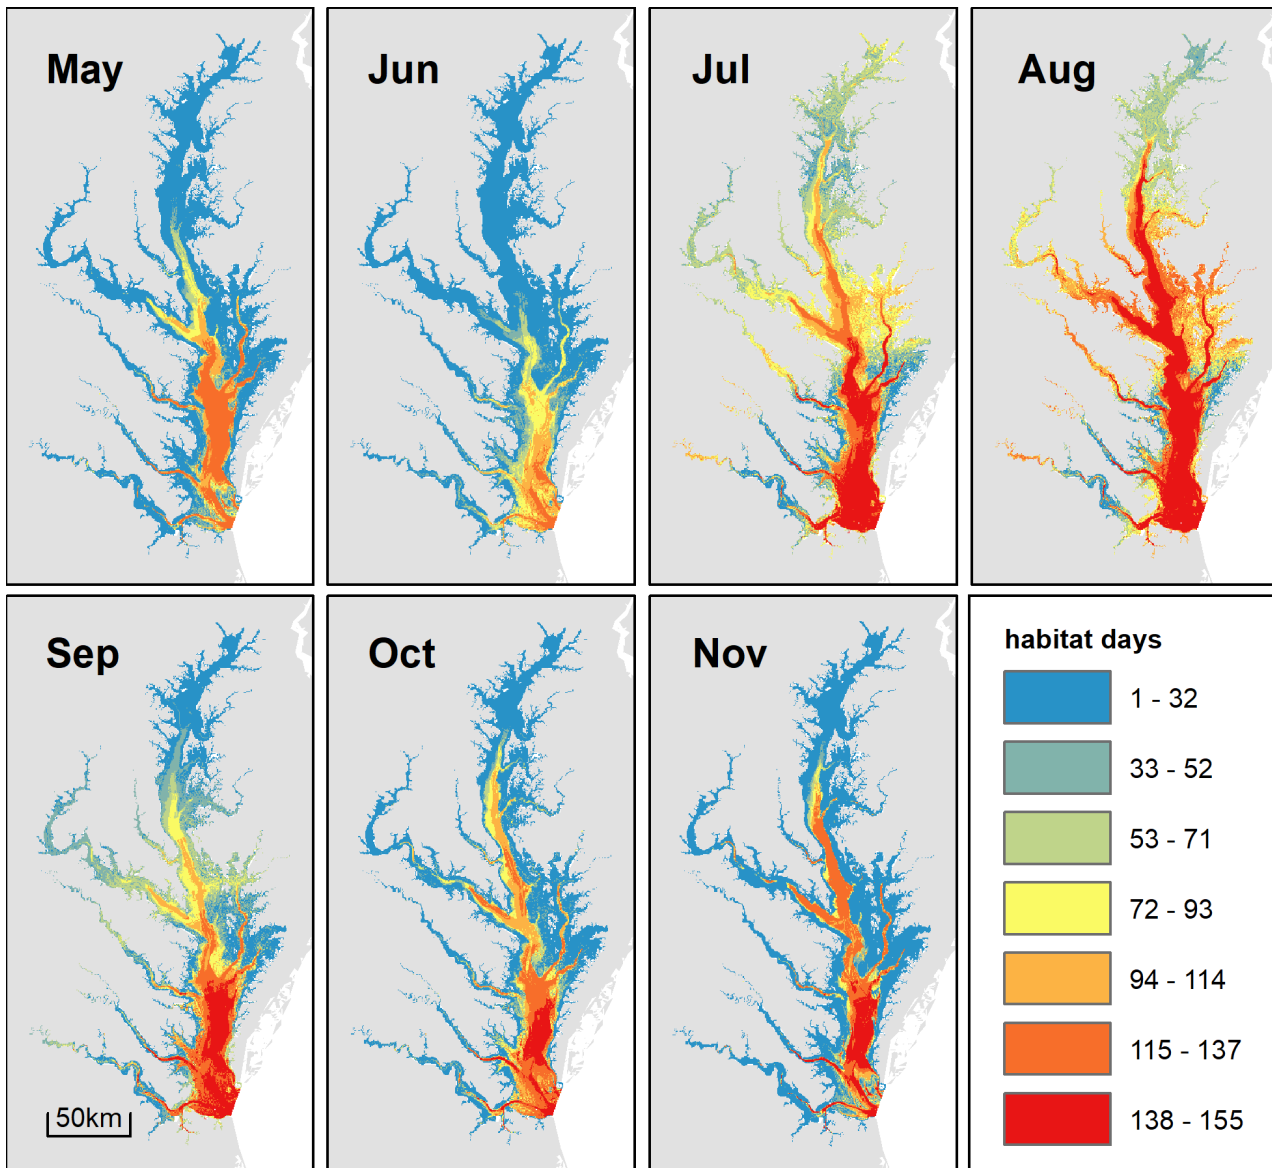 May
Jun
Jul
Aug
Sep
Oct
Nov
50km
habitat days
1 - 32
33 - 52
53 - 71
72 - 93
94 - 114
115 - 137
138 - 155